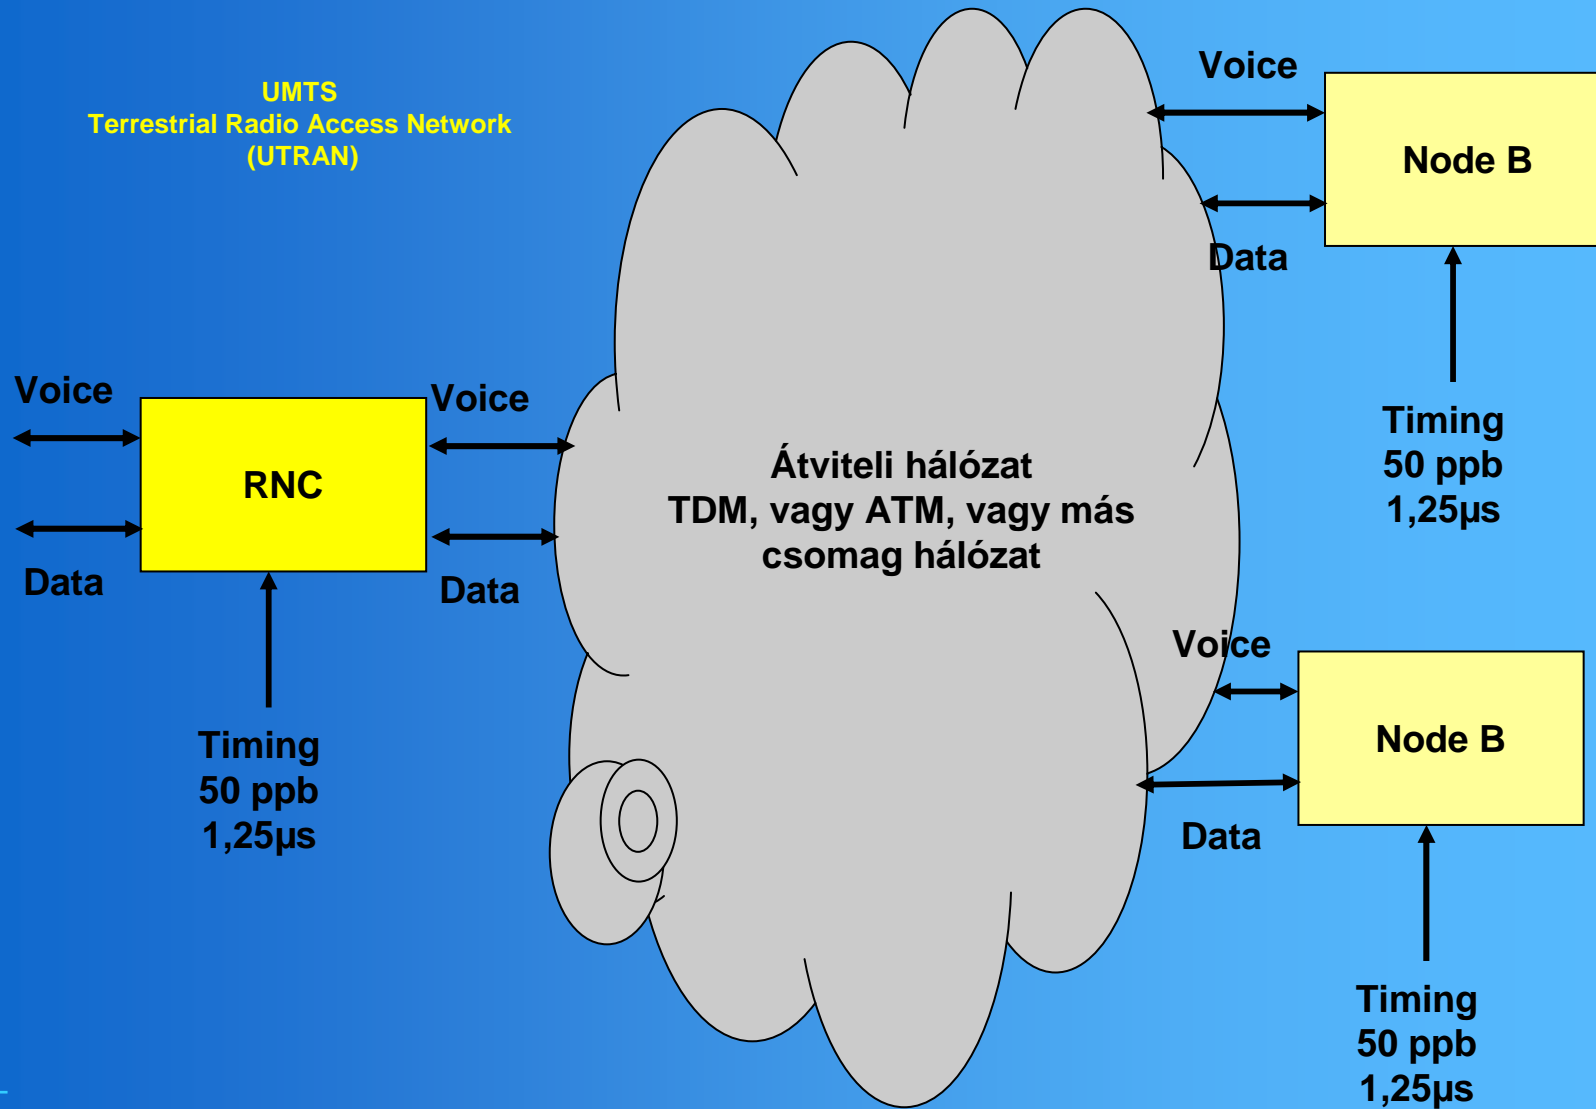 UMTS
Terrestrial Radio Access Network
(UTRAN)
Voice
Node B
Data
Timing
50 ppb
1,25µs
Voice
RNC
Voice
Data
Data
Timing
50 ppb
1,25µs
Átviteli hálózat
TDM, vagy ATM, vagy más
csomag hálózat
Voice
Node B
Data
Timing
50 ppb
1,25µs